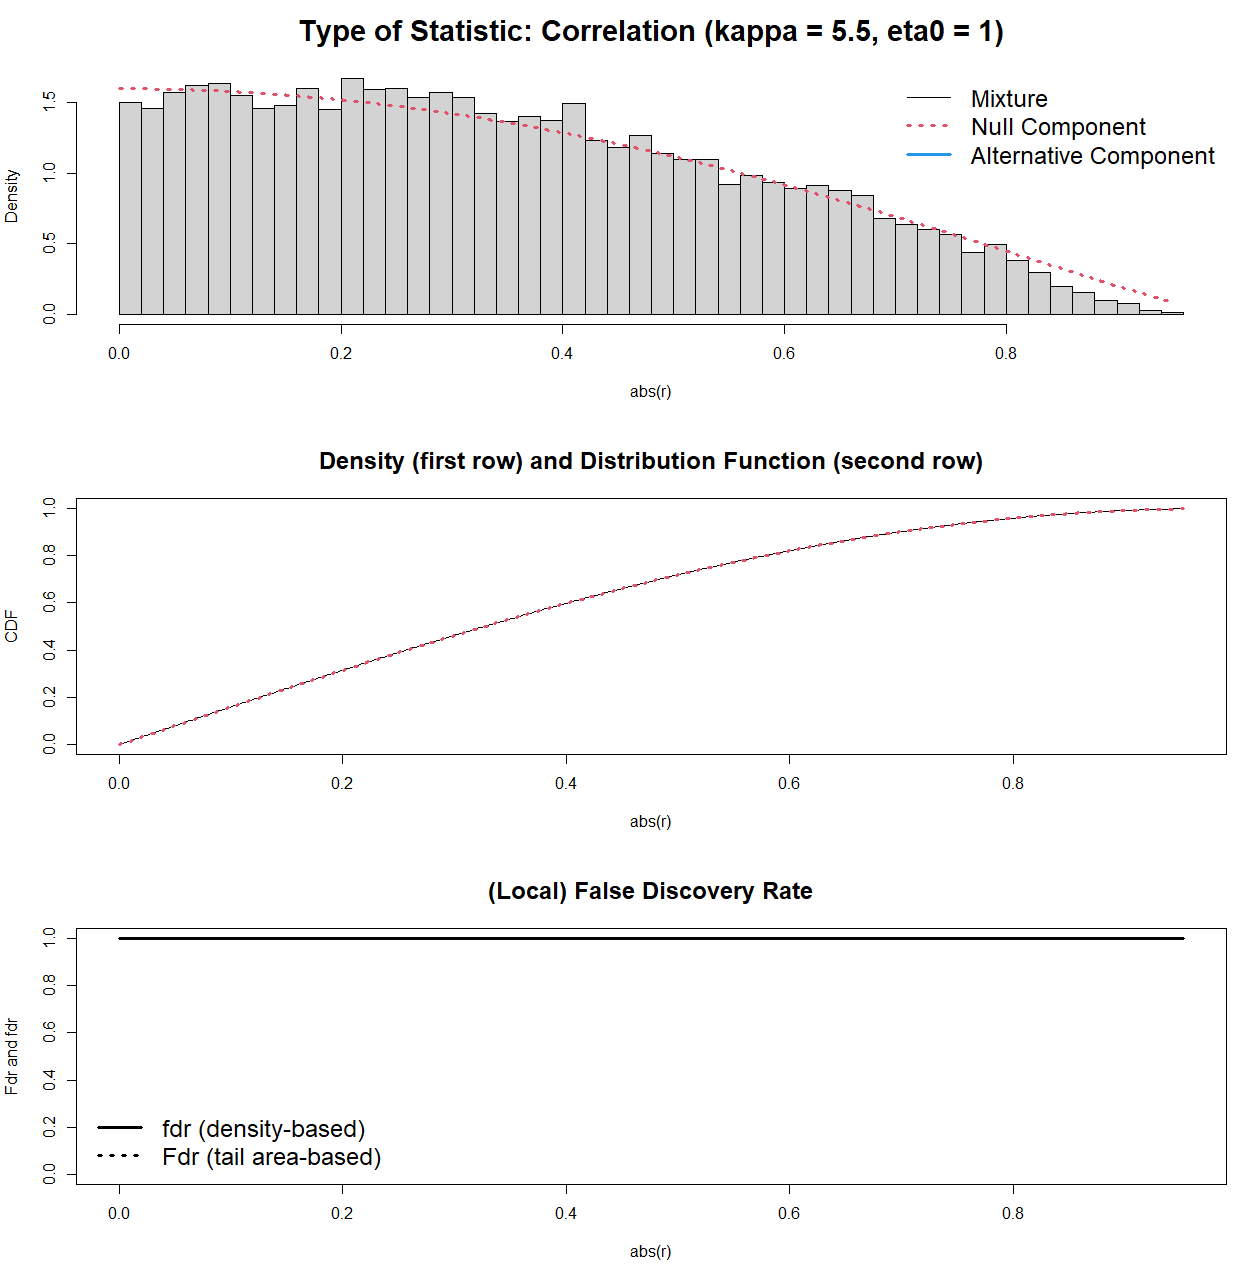 Type of Statistic: Correlation (kappa = 5.5, eta0 = 1)
Density
0.0 0.5 1.0 1.5
Mixture
Null Component
Alternative Component
0.0 0.2 0.4 0.6 0.8
abs(r)
Density (first row) and Distribution Function (second row)
CDF
0.0 0.2 0.4 0.6 0.8 1.0
0.0 0.2 0.4 0.6 0.8
abs(r)
(Local) False Discovery Rate
Fdr and fdr
0.0 0.2 0.4 0.6 0.8 1.0
fdr (density-based)
Fdr (tail area-based)
0.0 0.2 0.4 0.6 0.8
abs(r)